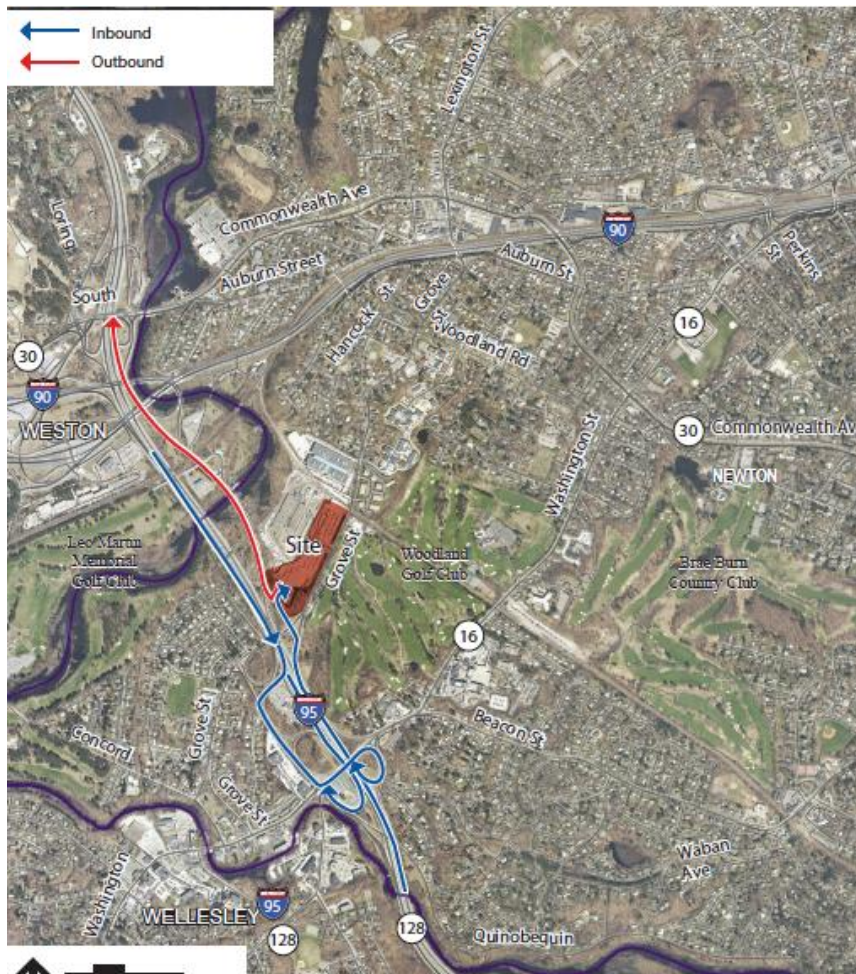 Inbound
Outbound
Lexington St
Loring
Commonwealth Ave
90
Perkins
St
Auburn Street
Auburn St
South
Hancock St
Grove
St
Woodland Rd
16
30
90
WESTON
Washington St
30
Commonwealth Av
NEWTON
Site
Grove St
Leo Martin
Memorial
Golf Club
Woodland
Golf Club
Brae Burn
Country Club
16
95
Grove St
Concord
Beacon St
Grove St
Washington
Waban
Ave
WELLESLEY
95
128
128
Quinobequin